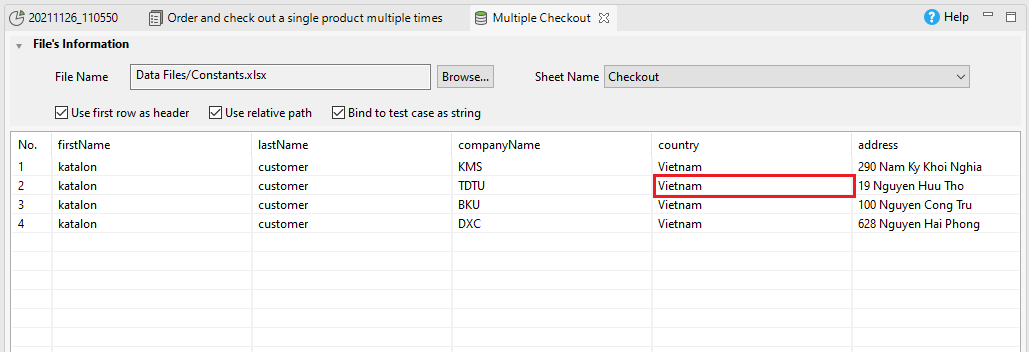 20211126_110550 Order and check out a single product multiple times Multiple Checkout Help
File's Information
File Name Data Files/Constants.xlsx Browse... Sheet Name Checkout
Use first row as header Use relative path Bind to test case as string
No. firstName lastName companyName country address
1 katalon customer KMS Vietnam 290 Nam Ky Khoi Nghia
2 katalon customer TDTU Vietnam 19 Nguyen Huu Tho
3 katalon customer BKU Vietnam 100 Nguyen Cong Tru
4 katalon customer DXC Vietnam 628 Nguyen Hai Phong